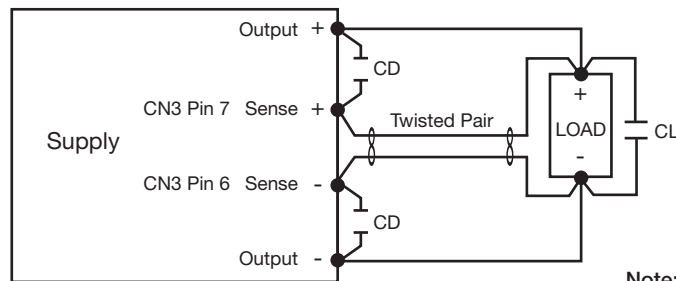 Output +
CD
CN3 Pin 7 Sense +
Twisted Pair
+
LOAD
-
CL
Supply
CN3 Pin 6 Sense -
CD
Output -
Note: